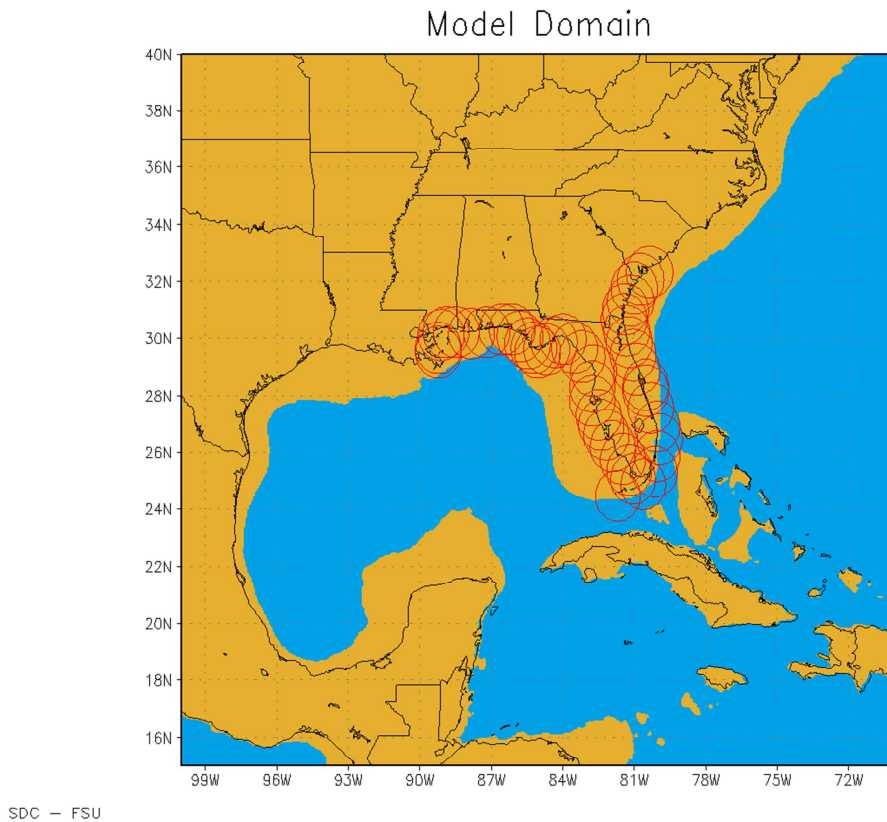 Model Domain
40N
38N
36N
34N
32N
30N
28N
26N
24N
22N
20N
18N
16N
99W 96W 93W 90W 87W 84W 81W 78W 75W 72W
SDC – FSU